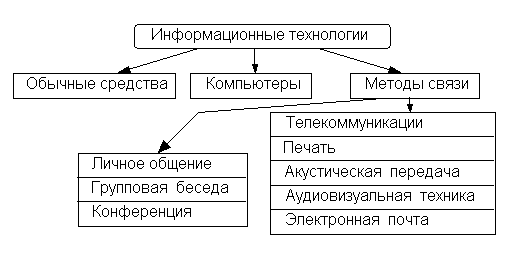 Информационные технологии
Обычные средства
Компьютеры
Методы связи
Личное общение
Групповая беседа
Конференция
Телекоммуникации
Печать
Акустическая передача
Аудиовизуальная техника
Электронная почта